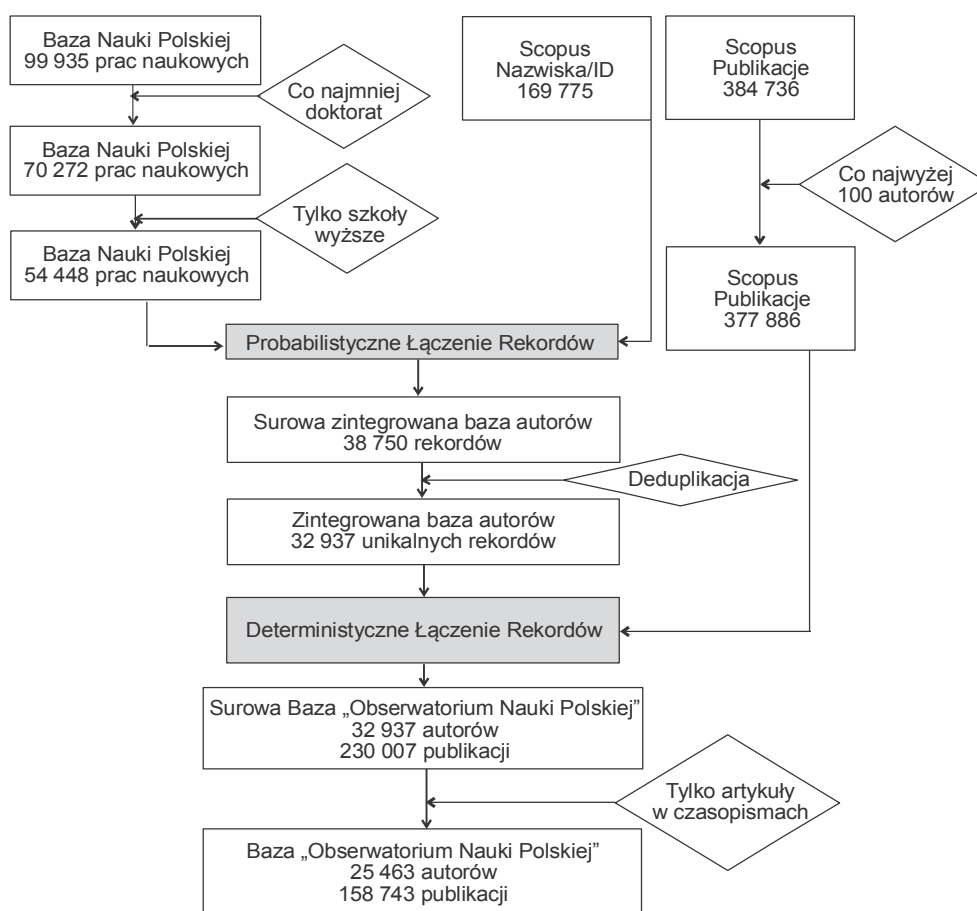 Baza Nauki Polskiej
99 935 prac naukowych
Co najmniej
doktorat
Baza Nauki Polskiej
70 272 prac naukowych
Tylko szkoły
wyższe
Baza Nauki Polskiej
54 448 prac naukowych
Scopus
Nazwiska/ID
169 775
Scopus
Publikacje
384 736
Co najwyżej
100 autorów
Scopus
Publikacje
377 886
Probabilistyczne Łączenie Rekordów
Surowa zintegrowana baza autorów
38 750 rekordów
Deduplikacja
Zintegrowana baza autorów
32 937 unikalnych rekordów
Deterministyczne Łączenie Rekordów
Surowa Baza „Obserwatorium Nauki Polskiej”
32 937 autorów
230 007 publikacji
Tylko artykuły
w czasopismach
Baza „Obserwatorium Nauki Polskiej”
25 463 autorów
158 743 publikacji